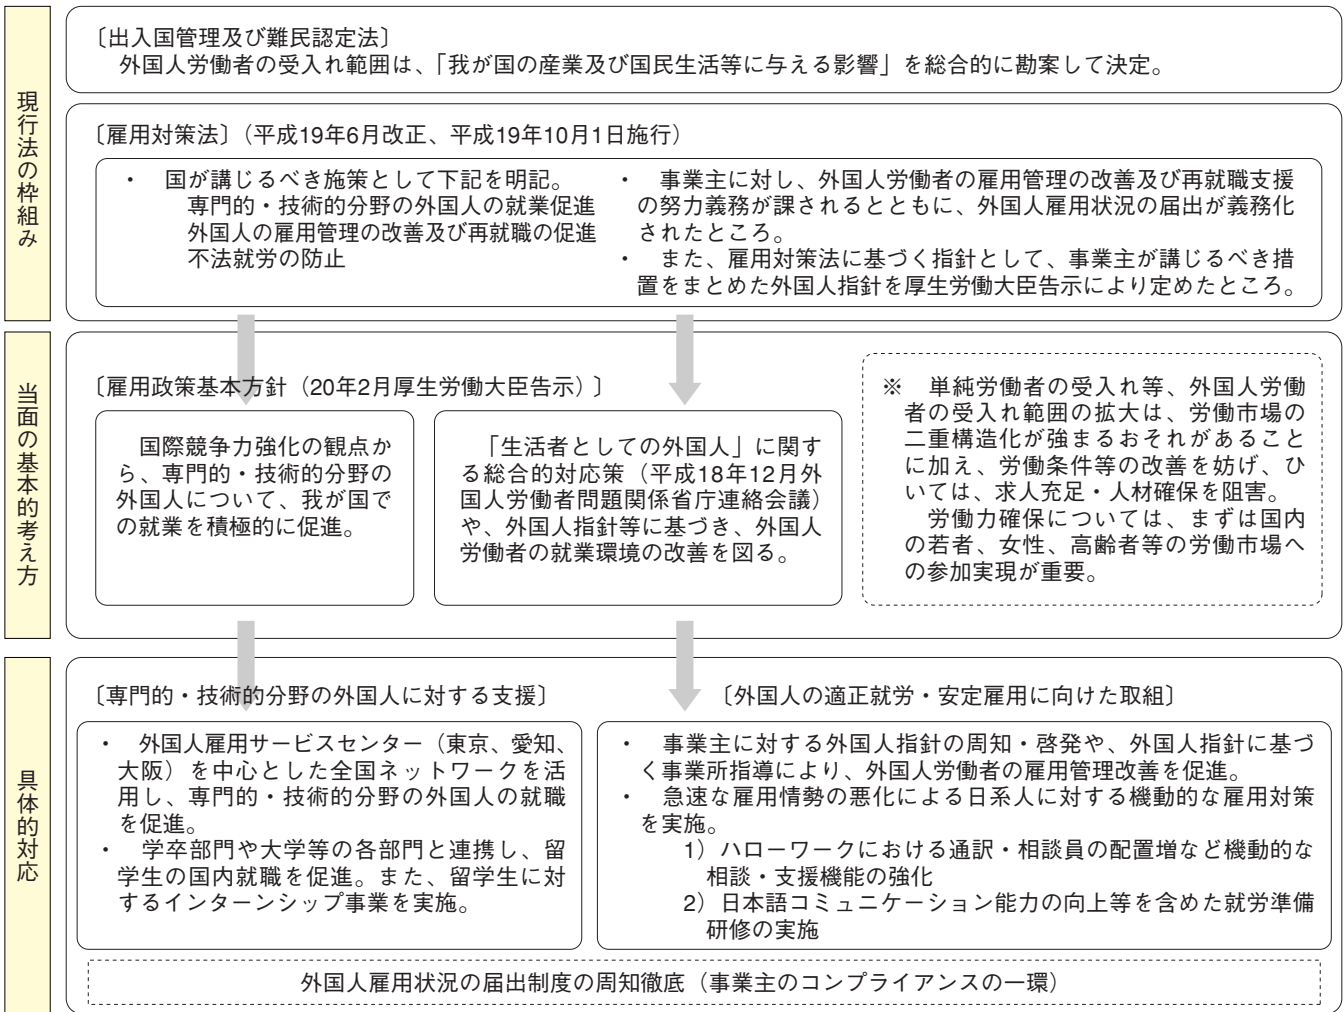 現行法の枠組み
〔出入国管理及び難民認定法〕
外国人労働者の受入れ範囲は、「我が国の産業及び国民生活等に与える影響」を総合的に勘案して決定。
〔雇用対策法〕（平成19年6月改正、平成19年10月1日施行）
・　国が講じるべき施策として下記を明記。
専門的・技術的分野の外国人の就業促進
外国人の雇用管理の改善及び再就職の促進
不法就労の防止
・　事業主に対し、外国人労働者の雇用管理の改善及び再就職支援
の努力義務が課されるとともに、外国人雇用状況の届出が義務化
されたところ。
・　また、雇用対策法に基づく指針として、事業主が講じるべき措
置をまとめた外国人指針を厚生労働大臣告示により定めたところ。
当面の基本的考え方
〔雇用政策基本方針（20年2月厚生労働大臣告示）〕
国際競争力強化の観点か
ら、専門的・技術的分野の
外国人について、我が国で
の就業を積極的に促進。
「生活者としての外国人」に関す
る総合的対応策（平成18年12月外
国人労働者問題関係省庁連絡会議）
や、外国人指針等に基づき、外国人
労働者の就業環境の改善を図る。
※　単純労働者の受入れ等、外国人労働
者の受入れ範囲の拡大は、労働市場の
二重構造化が強まるおそれがあること
に加え、労働条件等の改善を妨げ、ひ
いては、求人充足・人材確保を阻害。
労働力確保については、まずは国内
の若者、女性、高齢者等の労働市場へ
の参加実現が重要。
具体的対応
〔専門的・技術的分野の外国人に対する支援〕
・　外国人雇用サービスセンター（東京、愛知、
大阪）を中心とした全国ネットワークを活
用し、専門的・技術的分野の外国人の就職
を促進。
・　学卒部門や大学等の各部門と連携し、留
学生の国内就職を促進。また、留学生に対
するインターンシップ事業を実施。
〔外国人の適正就労・安定雇用に向けた取組〕
・　事業主に対する外国人指針の周知・啓発や、外国人指針に基づ
く事業所指導により、外国人労働者の雇用管理改善を促進。
・　急速な雇用情勢の悪化による日系人に対する機動的な雇用対策
を実施。
1）ハローワークにおける通訳・相談員の配置増など機動的な
相談・支援機能の強化
2）日本語コミュニケーション能力の向上等を含めた就労準備
研修の実施
外国人雇用状況の届出制度の周知徹底（事業主のコンプライアンスの一環）